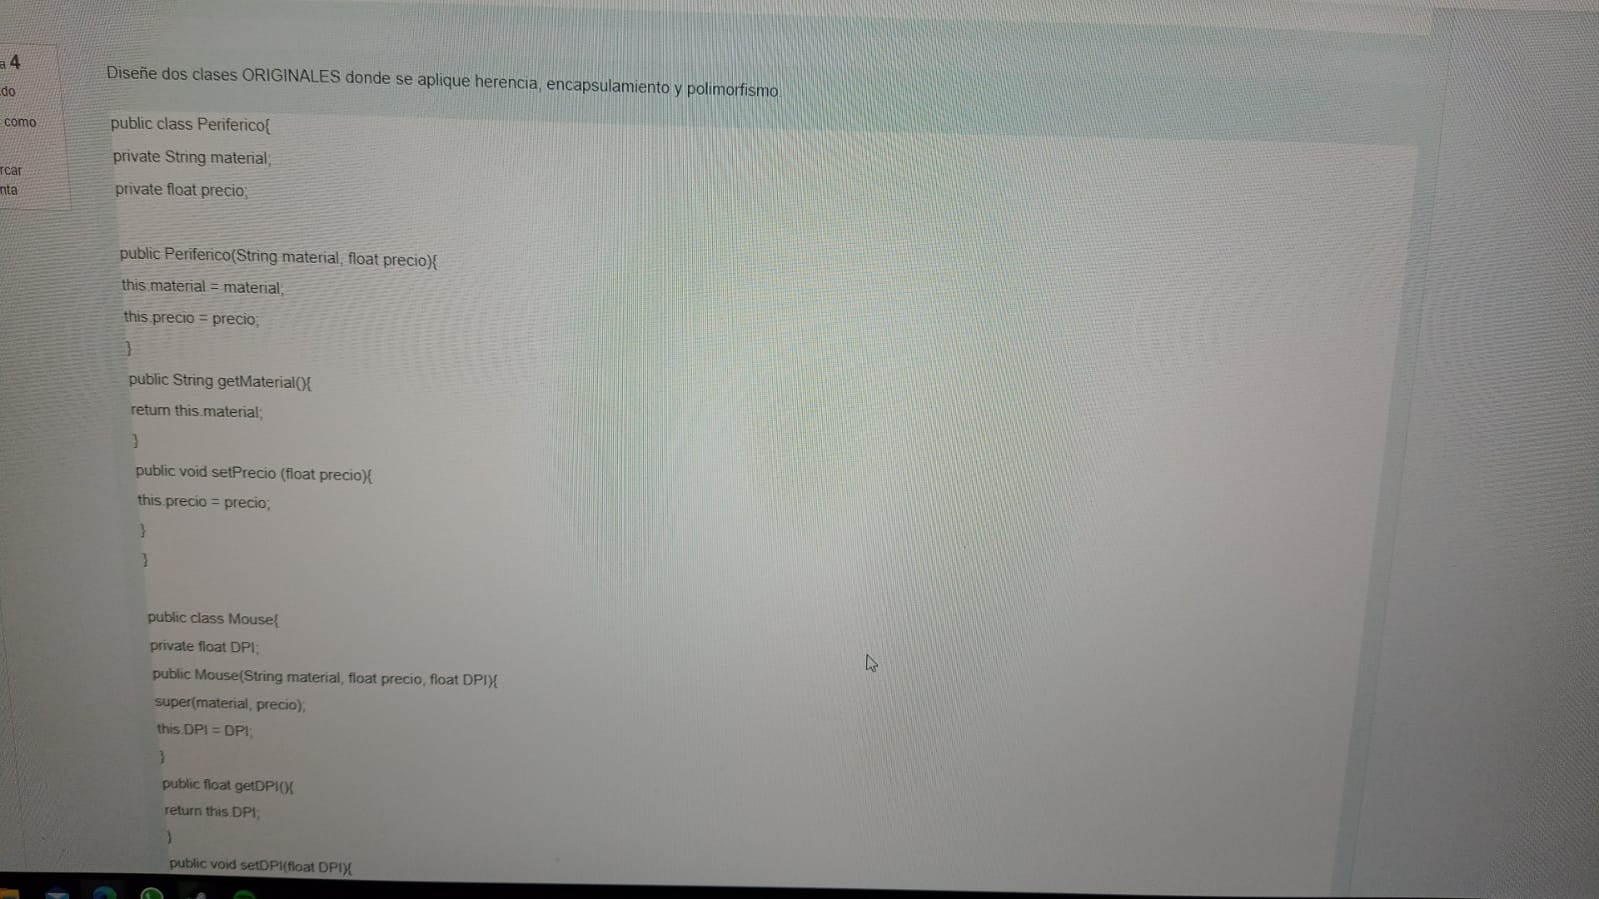 a 4
do
como
rcar
nta
Diseñe dos clases ORIGINALES donde se aplique herencia, encapsulamiento y polimorfismo.
public class Periferico{
private String material;
private float precio;
public Periferico(String material, float precio){
this.material = material;
this.precio = precio;
}
public String getMaterial(){
return this.material;
}
public void setPrecio (float precio){
this.precio = precio;
}
}
public class Mouse{
private float DPI;
public Mouse(String material, float precio, float DPI){
super(material, precio);
this.DPI = DPI;
}
public float getDPI(){
return this.DPI;
}
public void setDPI(float DPI){